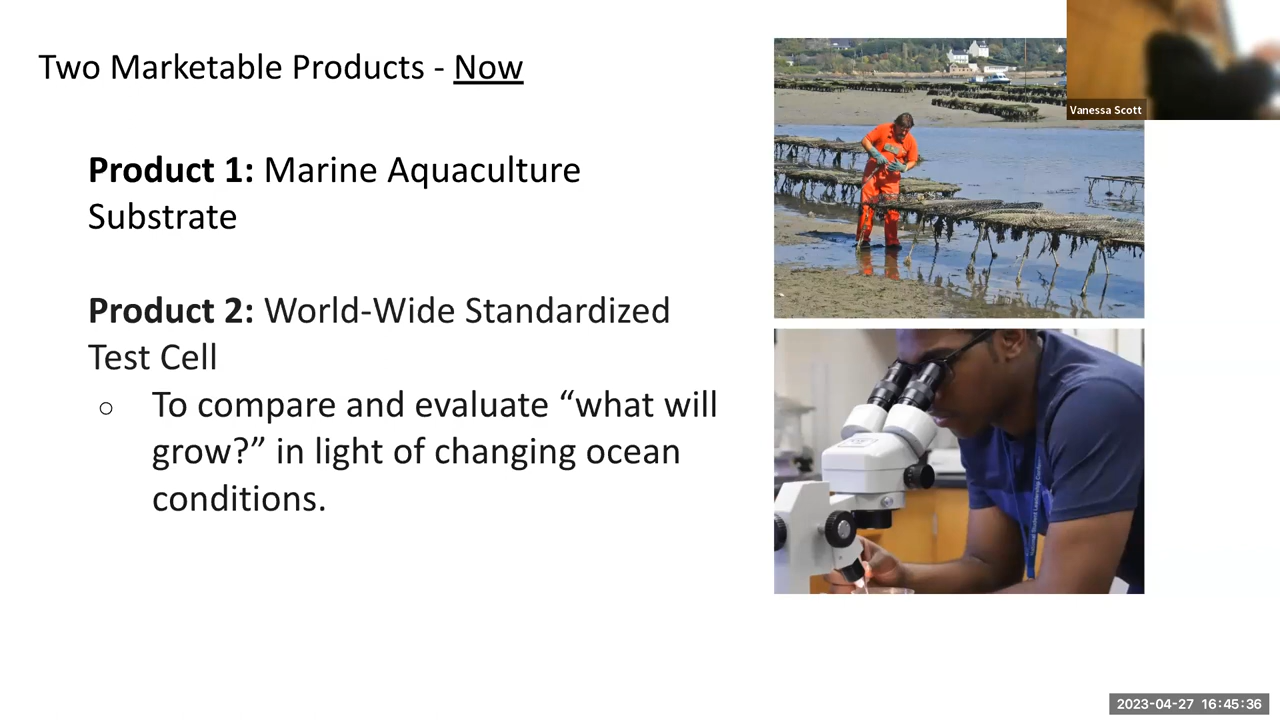 Two Marketable Products - Now
Vanessa Scott
Product 1: Marine Aquaculture
Substrate
Product 2: World-Wide Standardized
Test Cell
○ To compare and evaluate “what will
grow?” in light of changing ocean
conditions.
2023-04-27 16:45:36